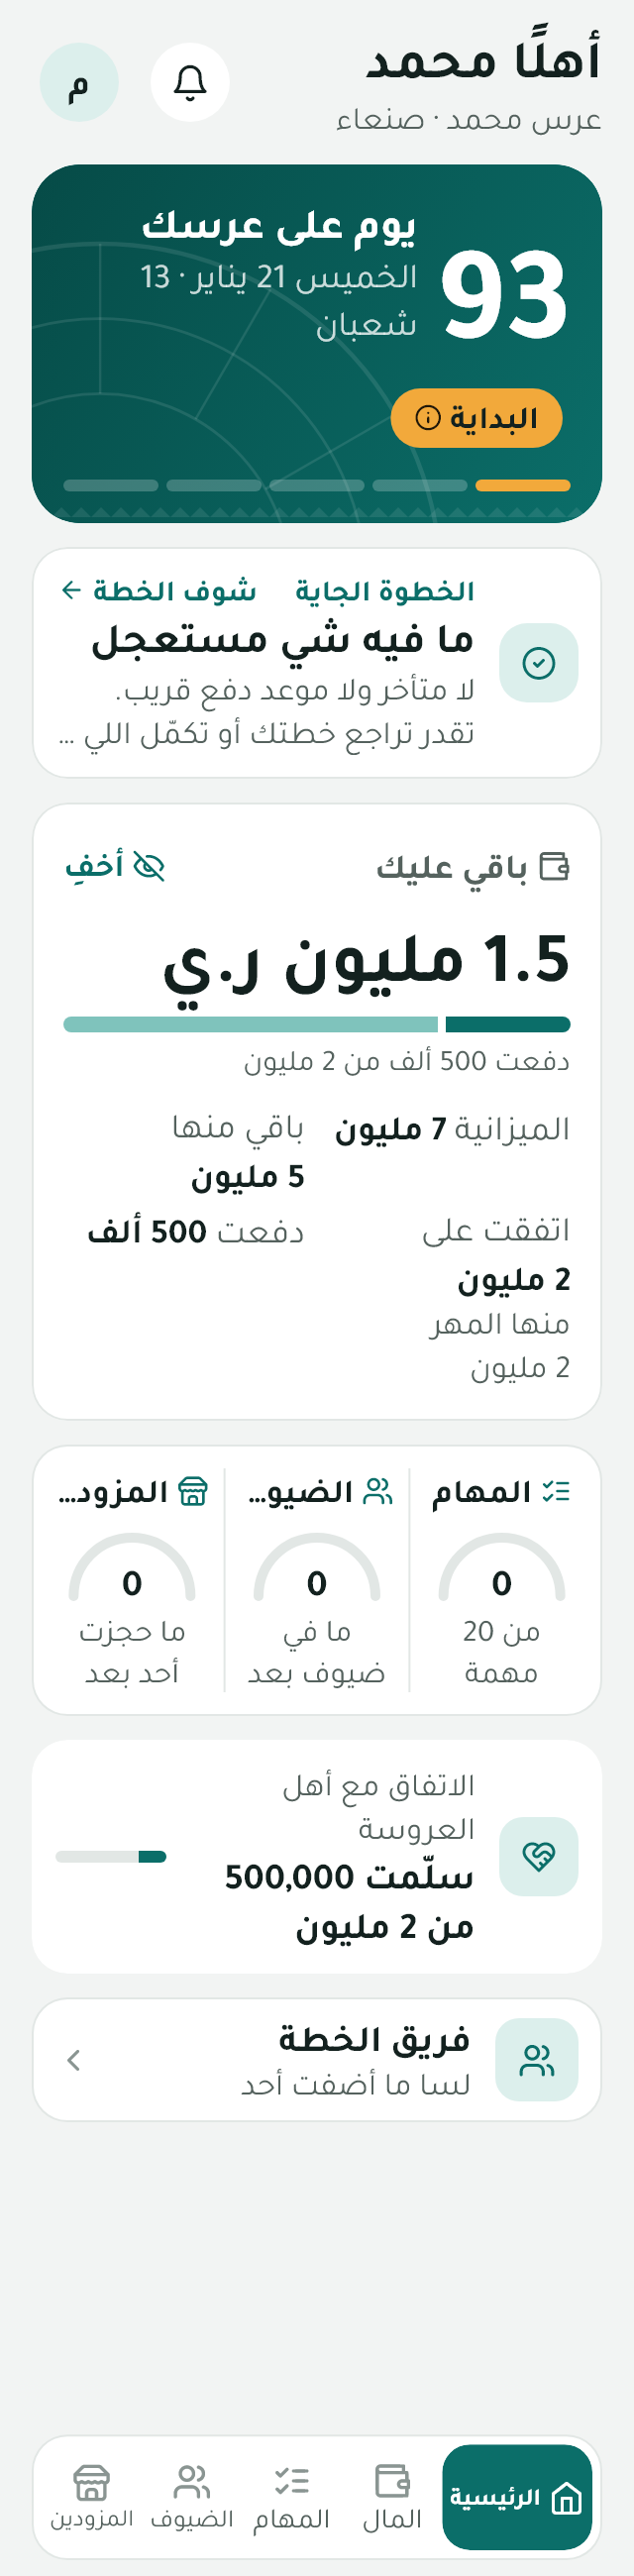 أهلًا محمد
م
عرس محمد · صنعاء
93
يوم على عرسك
الخميس 21 يناير · 13
شعبان
البداية
الخطوة الجاية
شوف الخطة
ما فيه شي مستعجل
لا متأخر ولا موعد دفع قريب.
تقدر تراجع خطتك أو تكمّل اللي ...
باقي عليك
أخفِ
1.5 مليون ر.ي
دفعت 500 ألف من 2 مليون
الميزانية 7 مليون
باقي منها
5 مليون
اتفقت على
2 مليون
منها المهر
2 مليون
دفعت 500 ألف
المهام
0
من 20
مهمة
الضيو...
0
ما في
ضيوف بعد
المزود...
0
ما حجزت
أحد بعد
الاتفاق مع أهل
العروسة
سلّمت 500,000
من 2 مليون
فريق الخطة
لسا ما أضفت أحد
الرئيسية
المال
المهام
الضيوف
المزودين